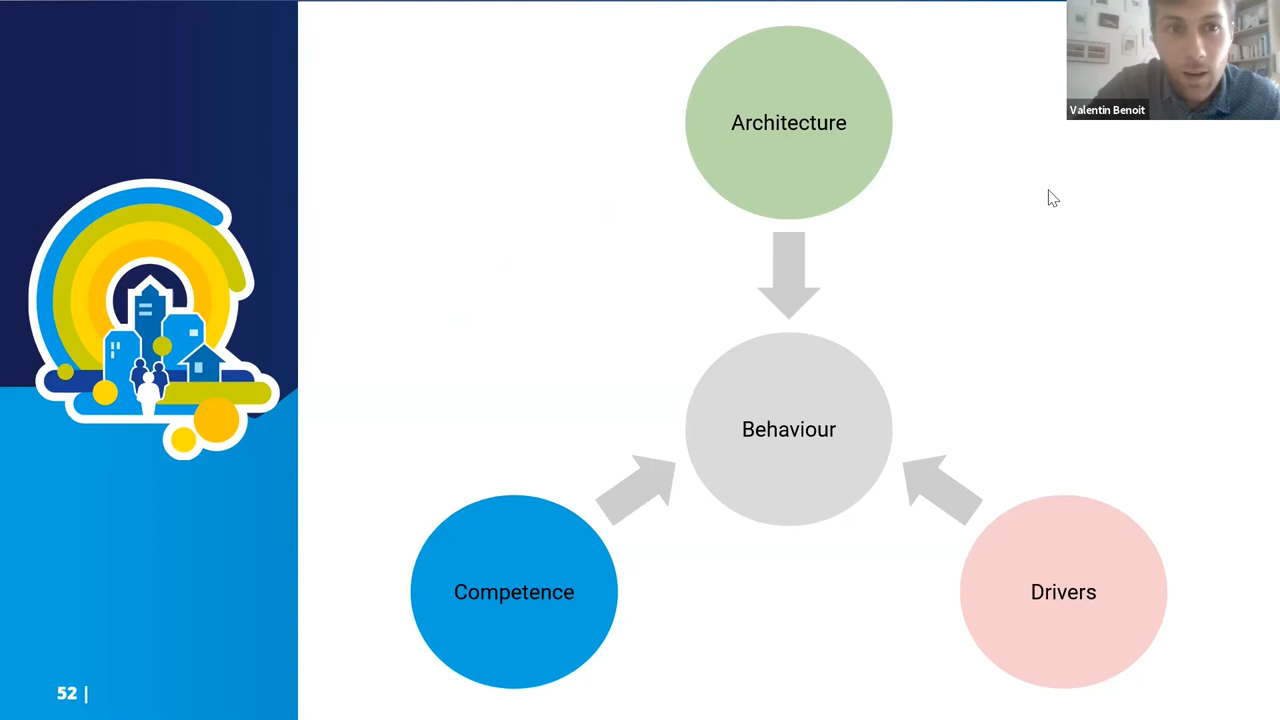 Architecture
Valentin Benoit
Behaviour
Competence
Drivers
52 |